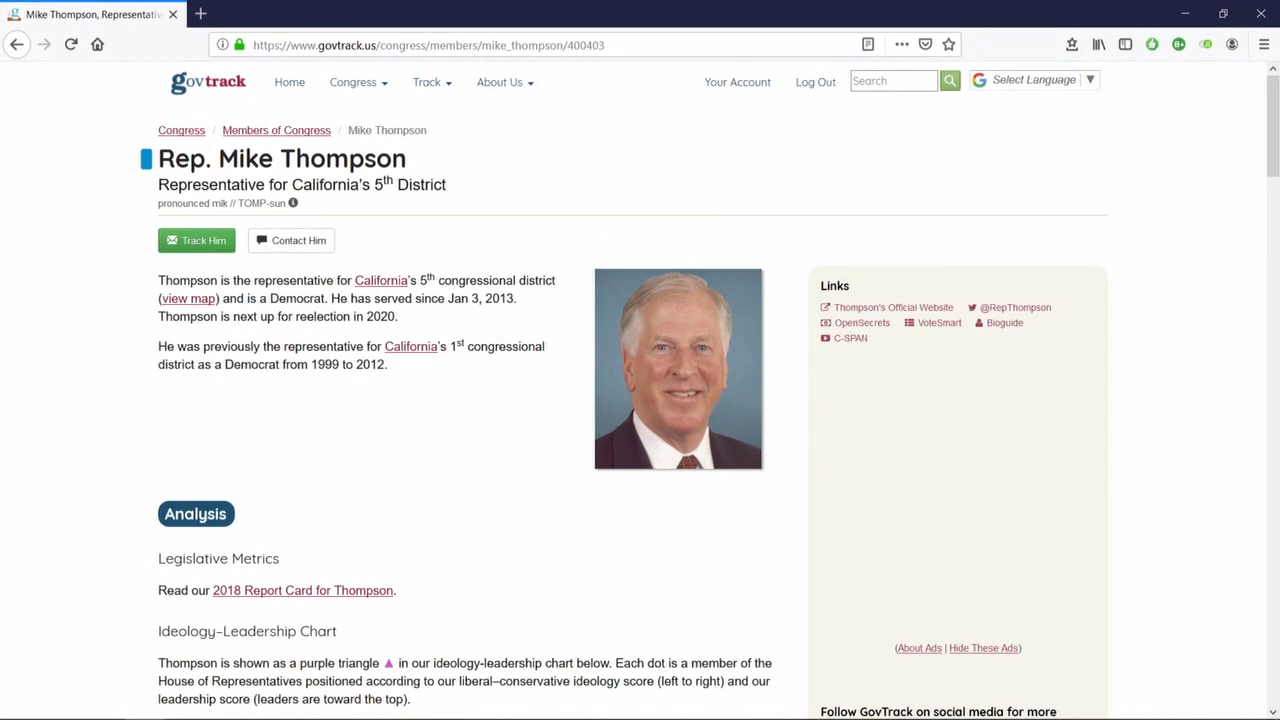 Mike Thompson, Representative
https://www.govtrack.us/congress/members/mike_thompson/400403
govtrack Home Congress Track About Us Your Account Log Out Search Select Language
Congress / Members of Congress / Mike Thompson
Rep. Mike Thompson
Representative for California's 5th District
pronounced mik // TOMP-sun
Track Him Contact Him
Thompson is the representative for California's 5th congressional district
(view map) and is a Democrat. He has served since Jan 3, 2013.
Thompson is next up for reelection in 2020.
He was previously the representative for California's 1st congressional
district as a Democrat from 1999 to 2012.
Links
Thompson's Official Website @RepThompson
OpenSecrets VoteSmart Bioguide
C-SPAN
Analysis
Legislative Metrics
Read our 2018 Report Card for Thompson.
Ideology–Leadership Chart
Thompson is shown as a purple triangle ▲ in our ideology-leadership chart below. Each dot is a member of the
House of Representatives positioned according to our liberal–conservative ideology score (left to right) and our
leadership score (leaders are toward the top).
(About Ads | Hide These Ads)
Follow GovTrack on social media for more